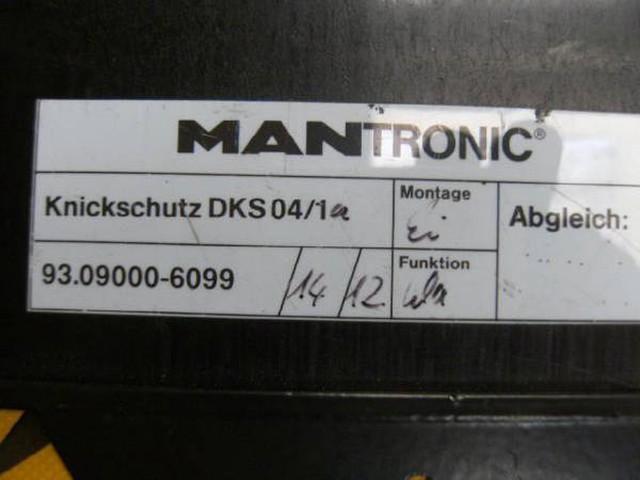 MANTRONIC®
Knickschutz DKS 04/1a
Montage
Abgleich:
93.09000-6099 /14/12
Funktion